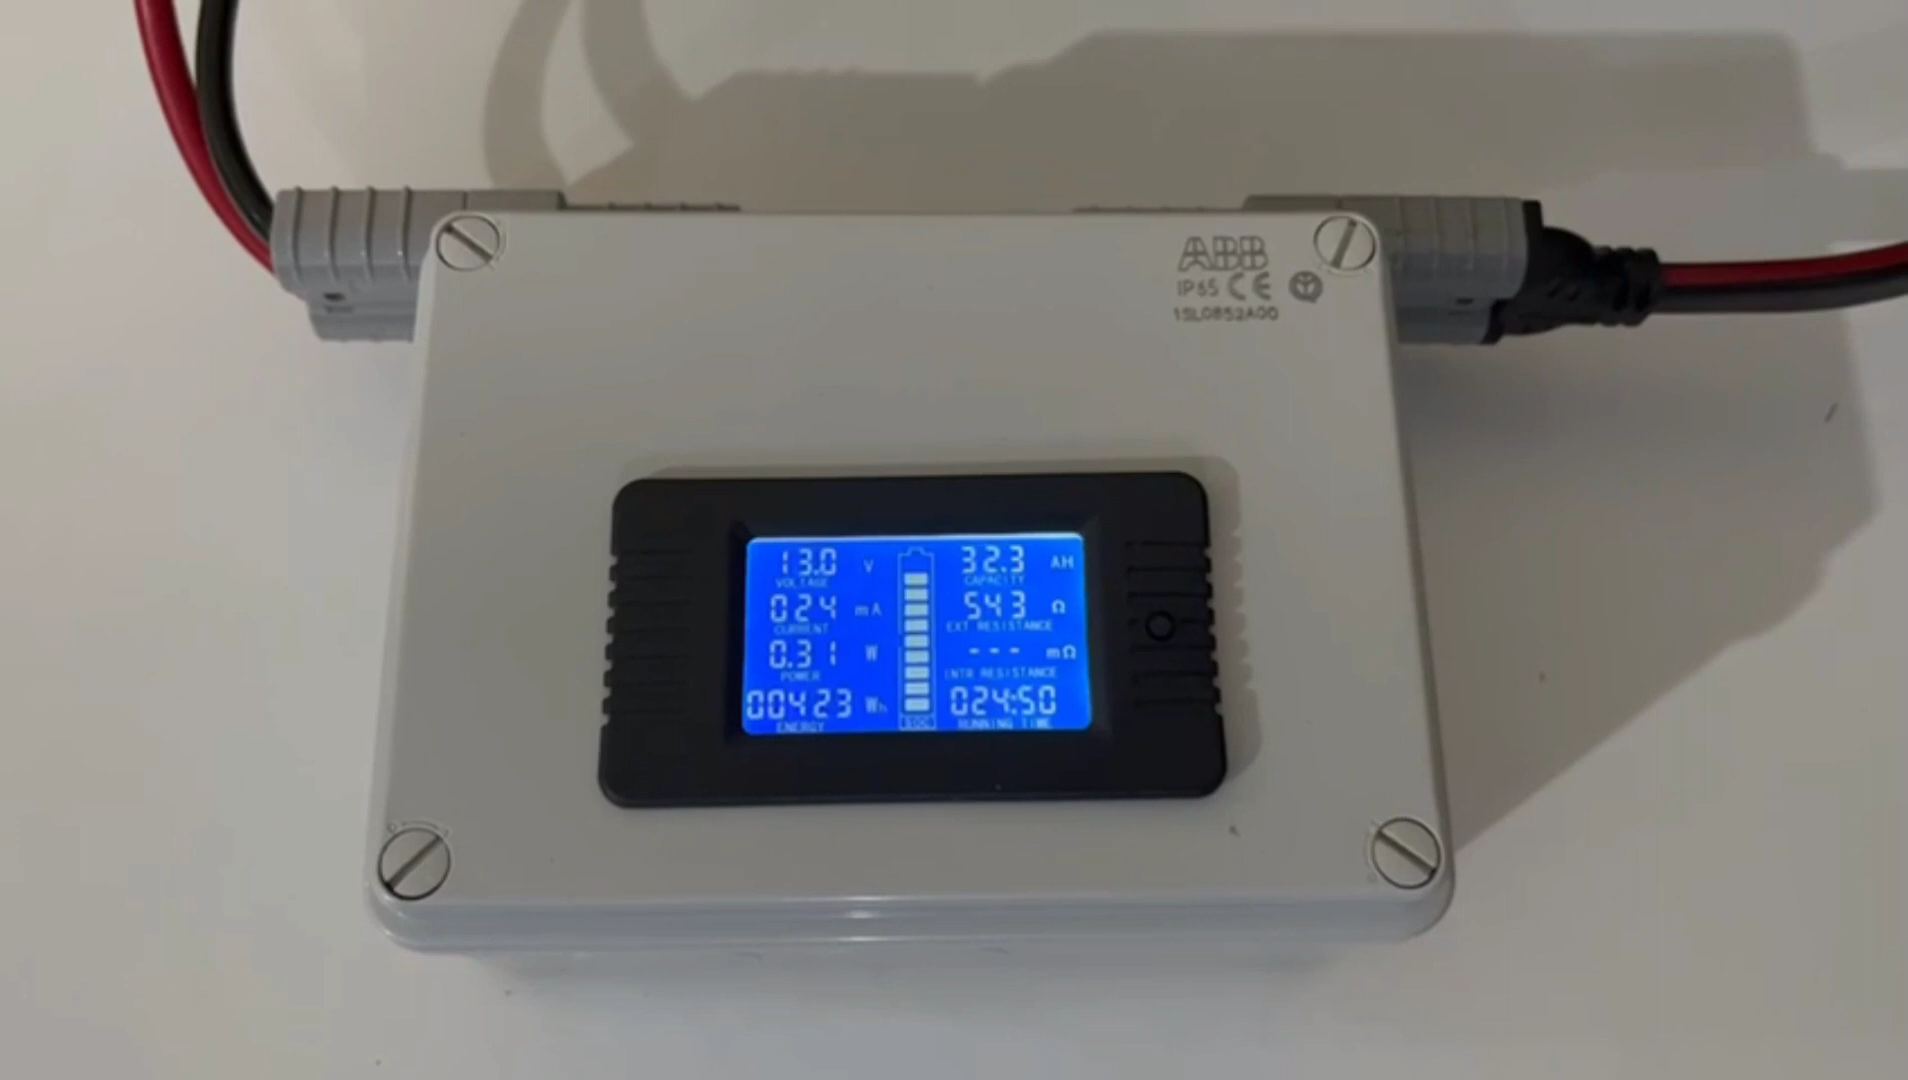 ABB
IP65 CE
1SL0852A00
13.0 V
VOLTAGE
024 mA
CURRENT
0.31 W
POWER
00423 Wh
ENERGY
SOC
32.3 AH
CAPACITY
543 Ω
EXT RESISTANCE
--- mΩ
INTR RESISTANCE
024:50
RUNNING TIME